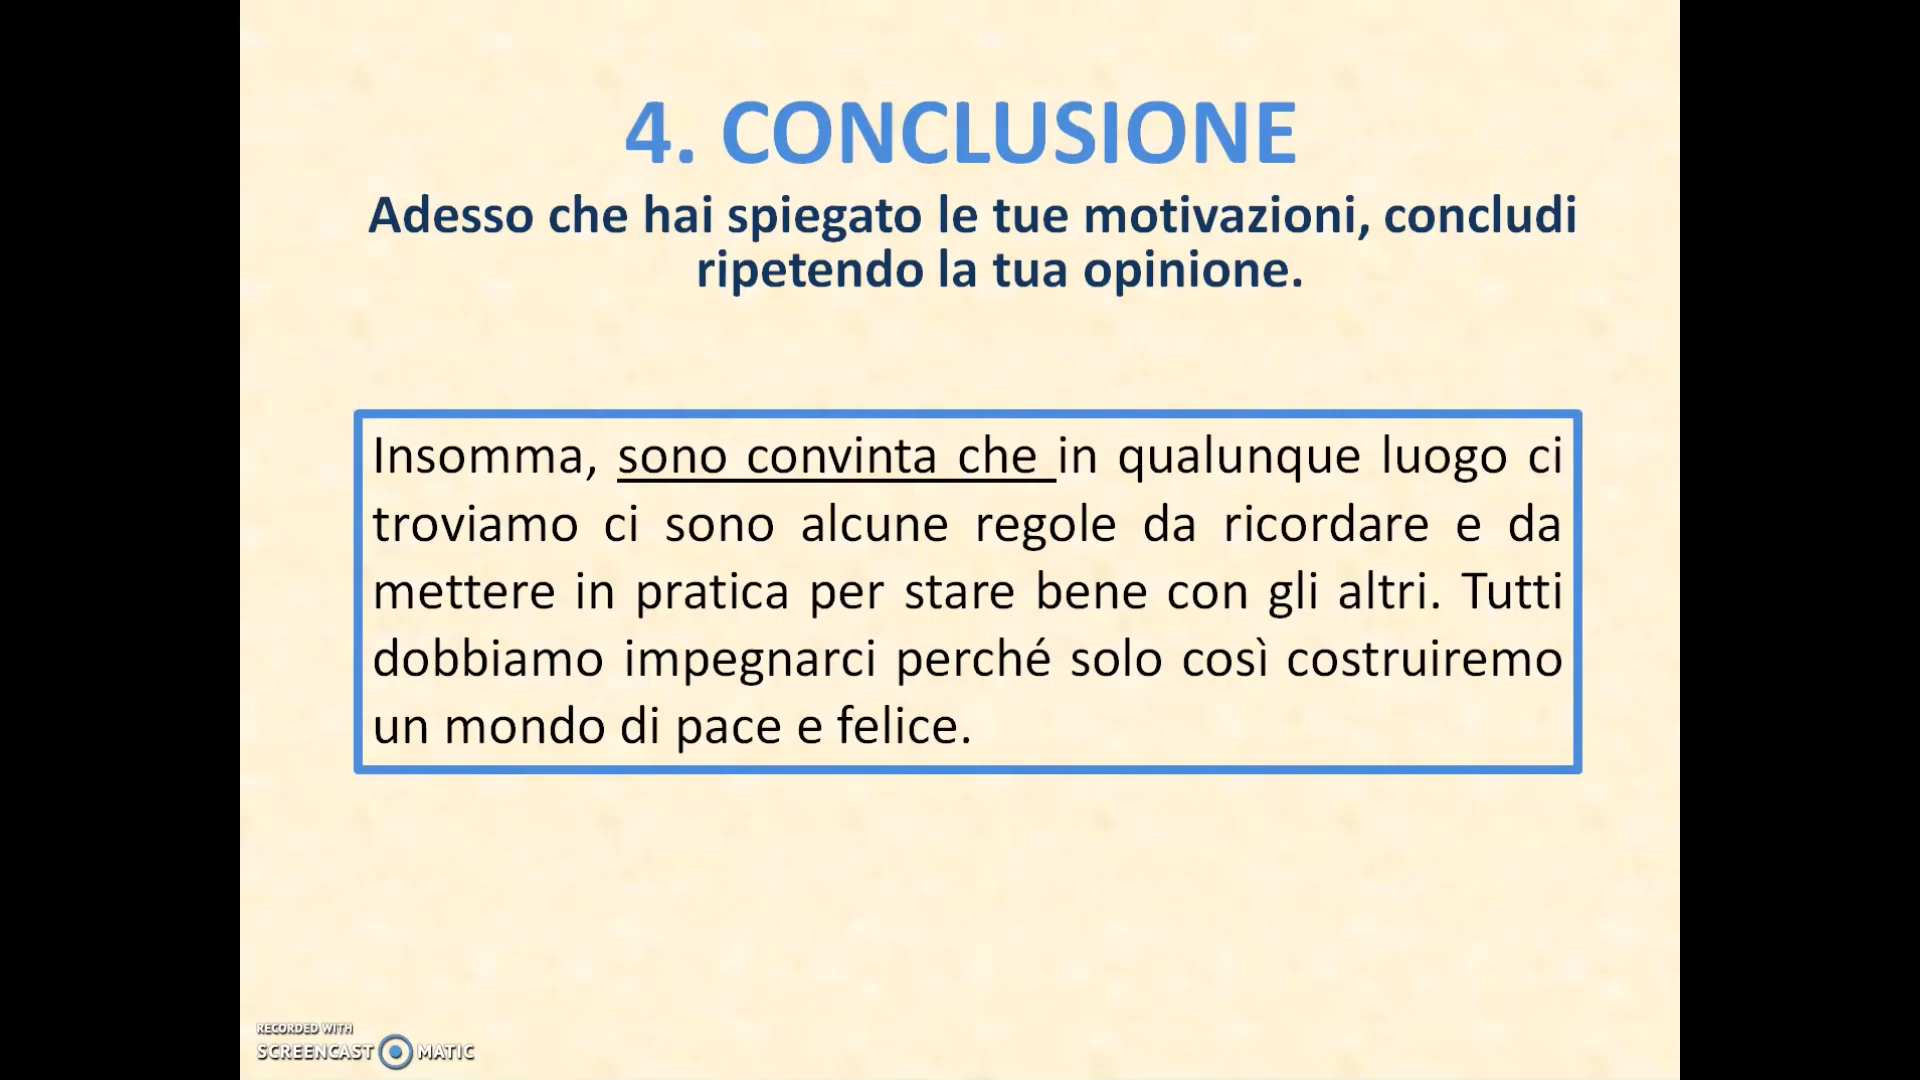 4. CONCLUSIONE
Adesso che hai spiegato le tue motivazioni, concludi
ripetendo la tua opinione.
Insomma, sono convinta che in qualunque luogo ci
troviamo ci sono alcune regole da ricordare e da
mettere in pratica per stare bene con gli altri. Tutti
dobbiamo impegnarci perché solo così costruiremo
un mondo di pace e felice.
RECORDED WITH
SCREENCAST MATIC